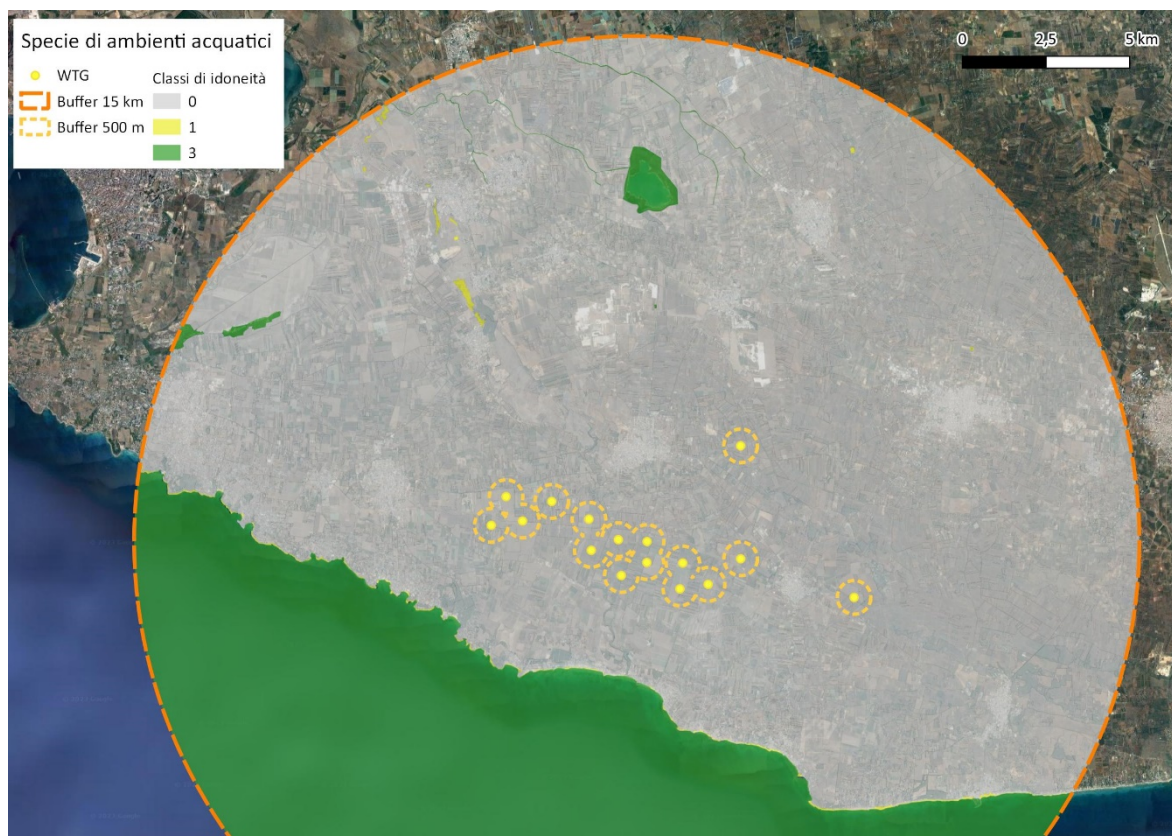 Specie di ambienti acquatici
WTG
Buffer 15 km
Buffer 500 m
Classi di idoneità
0
1
3
0 2,5 5 km